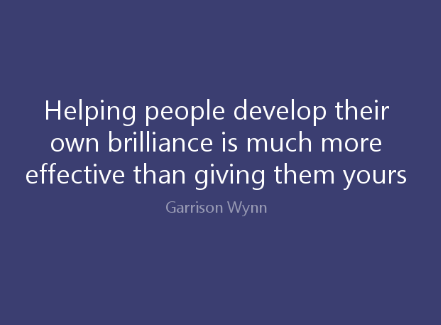 Helping people develop their
own brilliance is much more
effective than giving them yours
Garrison Wynn